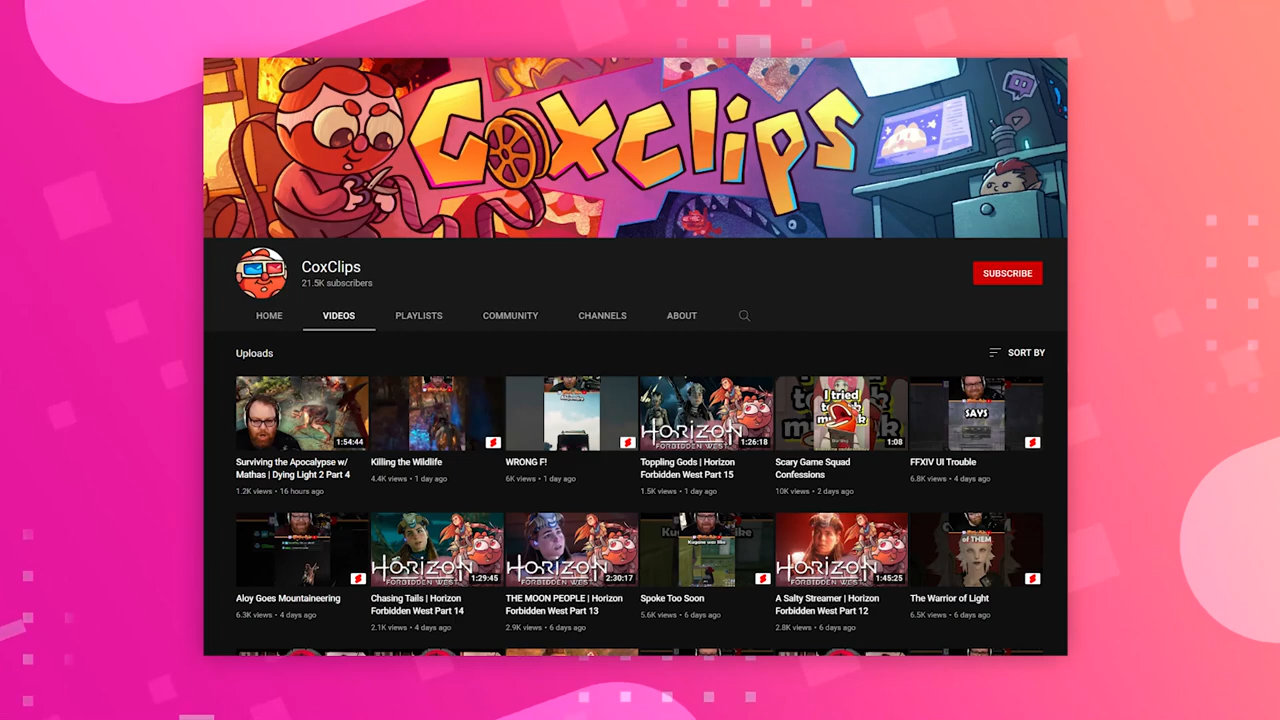 Coxclips
CoxClips
21.5K subscribers
SUBSCRIBE
HOME VIDEOS PLAYLISTS COMMUNITY CHANNELS ABOUT
Uploads
SORT BY
1:54:44
HORIZON
FORBIDDEN WEST
1:26:18
I tried
1:08
SAYS
Surviving the Apocalypse w/
Mathas | Dying Light 2 Part 4
1.2K views • 16 hours ago
Killing the Wildlife
4.4K views • 1 day ago
WRONG F!
6K views • 1 day ago
Toppling Gods | Horizon
Forbidden West Part 15
1.5K views • 1 day ago
Scary Game Squad
Confessions
10K views • 2 days ago
FFXIV UI Trouble
6.8K views • 4 days ago
HORIZON
FORBIDDEN WEST
1:29:45
HORIZON
FORBIDDEN WEST
2:30:17
HORIZON
FORBIDDEN WEST
1:45:25
of THEM
Aloy Goes Mountaineering
6.3K views • 4 days ago
Chasing Tails | Horizon
Forbidden West Part 14
2.1K views • 4 days ago
THE MOON PEOPLE | Horizon
Forbidden West Part 13
2.9K views • 6 days ago
Spoke Too Soon
5.6K views • 6 days ago
A Salty Streamer | Horizon
Forbidden West Part 12
2.8K views • 6 days ago
The Warrior of Light
6.5K views • 6 days ago